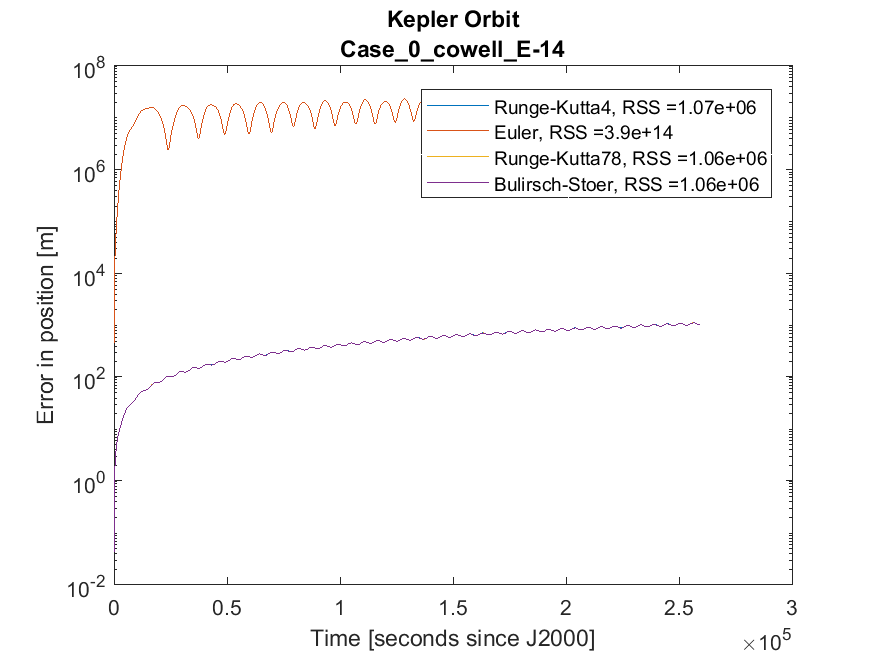 Kepler Orbit
Case_0_cowell_E-14
10^8
10^6
10^4
10^2
10^0
10^-2
Error in position [m]
Runge-Kutta4, RSS =1.07e+06
Euler, RSS =3.9e+14
Runge-Kutta78, RSS =1.06e+06
Bulirsch-Stoer, RSS =1.06e+06
0 0.5 1 1.5 2 2.5 3
Time [seconds since J2000]
×10^5